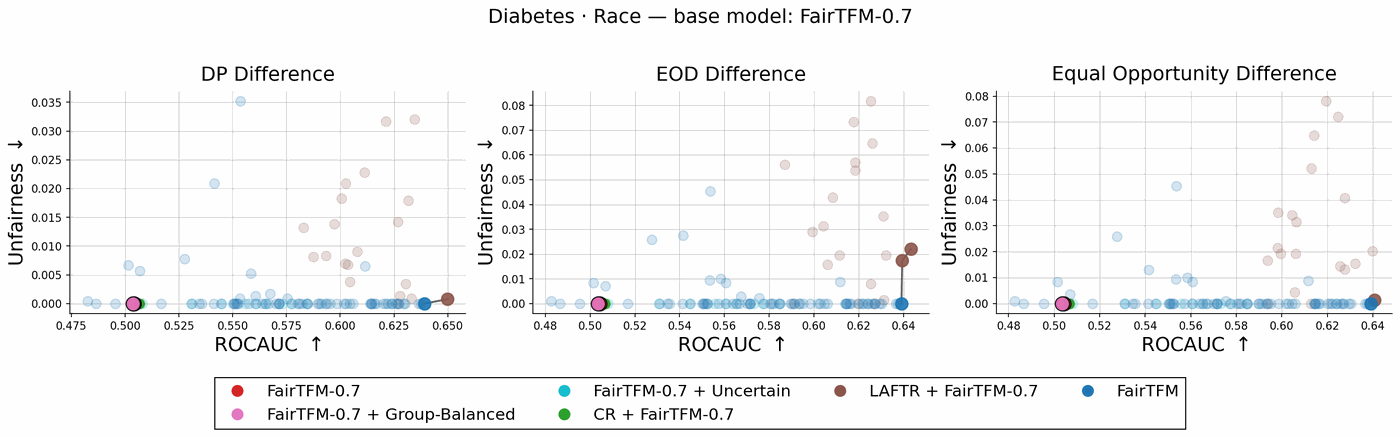 Diabetes · Race — base model: FairTFM-0.7
DP Difference
EOD Difference
Equal Opportunity Difference
Unfairness ↓
0.035
0.030
0.025
0.020
0.015
0.010
0.005
0.000
0.475 0.500 0.525 0.550 0.575 0.600 0.625 0.650
ROCAUC ↑
Unfairness ↓
0.08
0.07
0.06
0.05
0.04
0.03
0.02
0.01
0.00
0.48 0.50 0.52 0.54 0.56 0.58 0.60 0.62 0.64
ROCAUC ↑
Unfairness ↓
0.08
0.07
0.06
0.05
0.04
0.03
0.02
0.01
0.00
0.48 0.50 0.52 0.54 0.56 0.58 0.60 0.62 0.64
ROCAUC ↑
FairTFM-0.7
FairTFM-0.7 + Group-Balanced
FairTFM-0.7 + Uncertain
CR + FairTFM-0.7
LAFTR + FairTFM-0.7
FairTFM